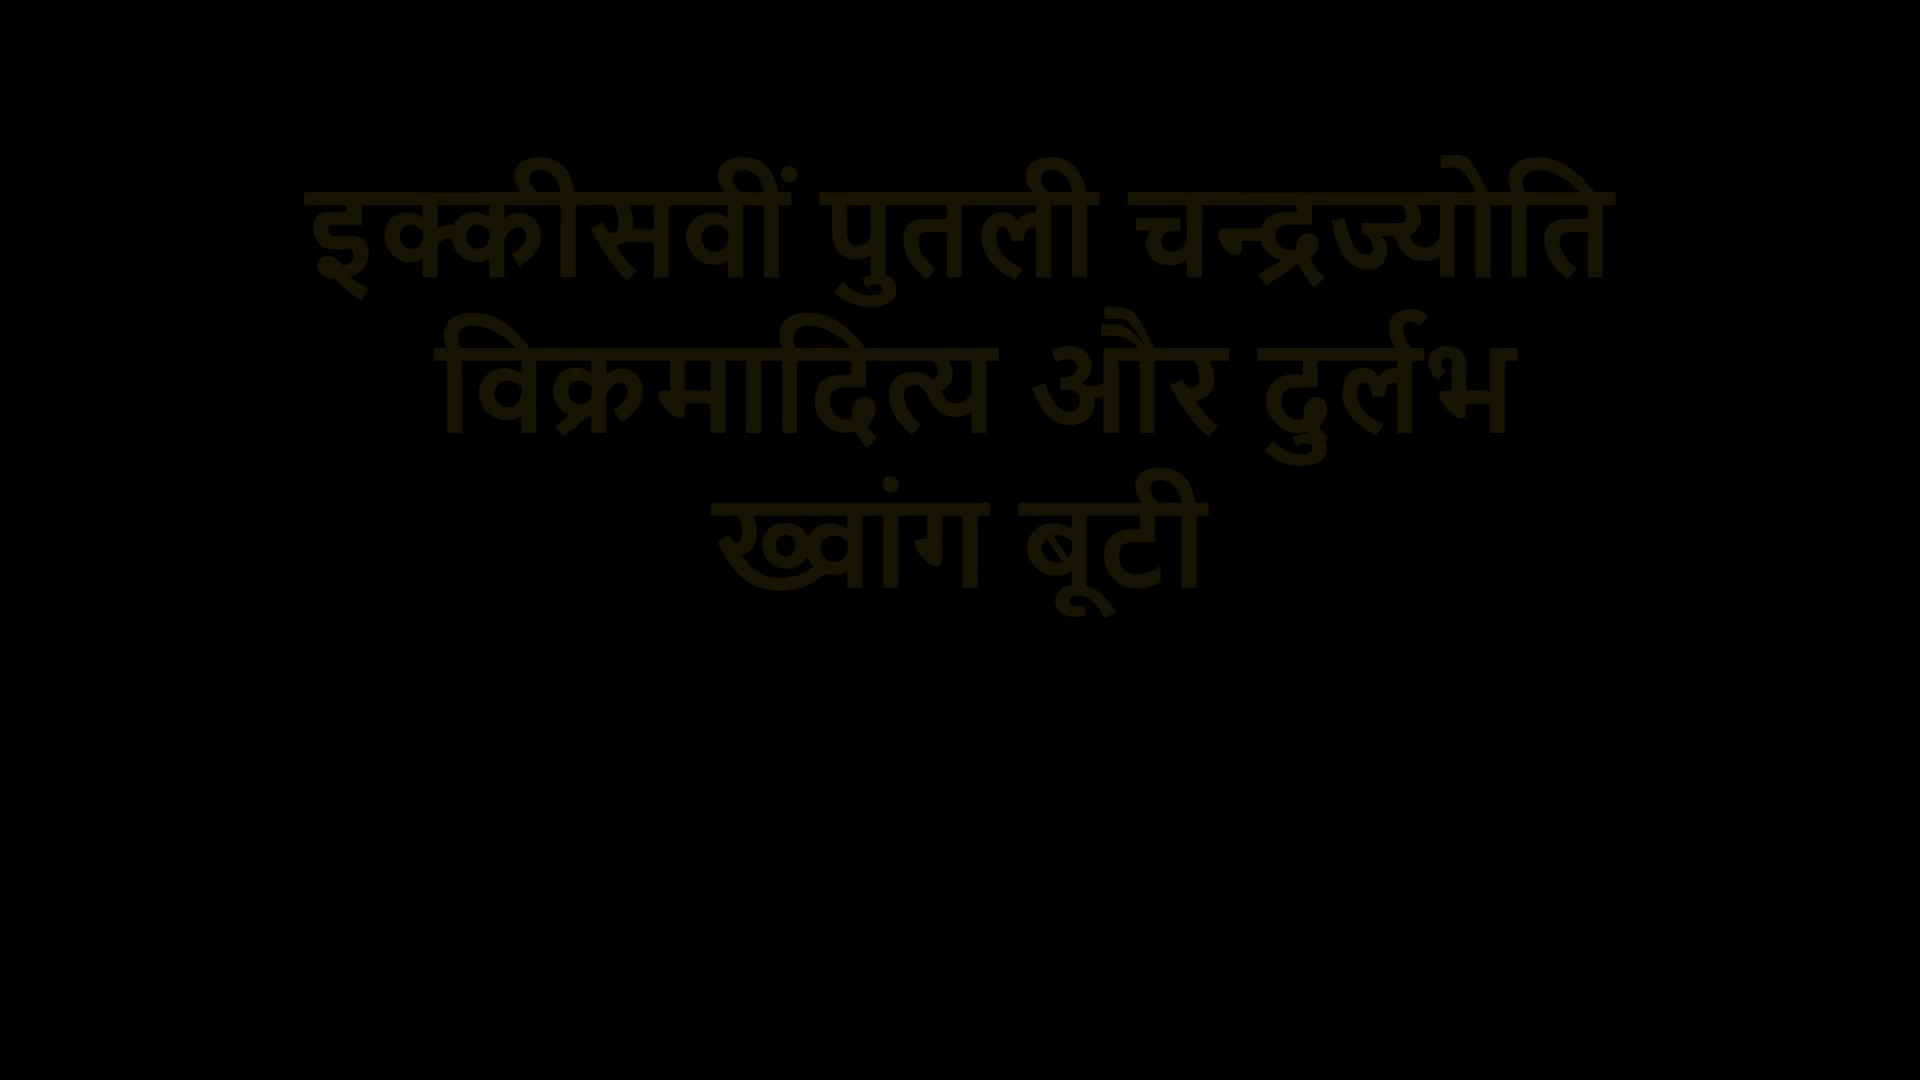 इक्कीसवीं पुतली चन्द्रज्योति
विक्रमादित्य और दुर्लभ
ख्वांग बूटी